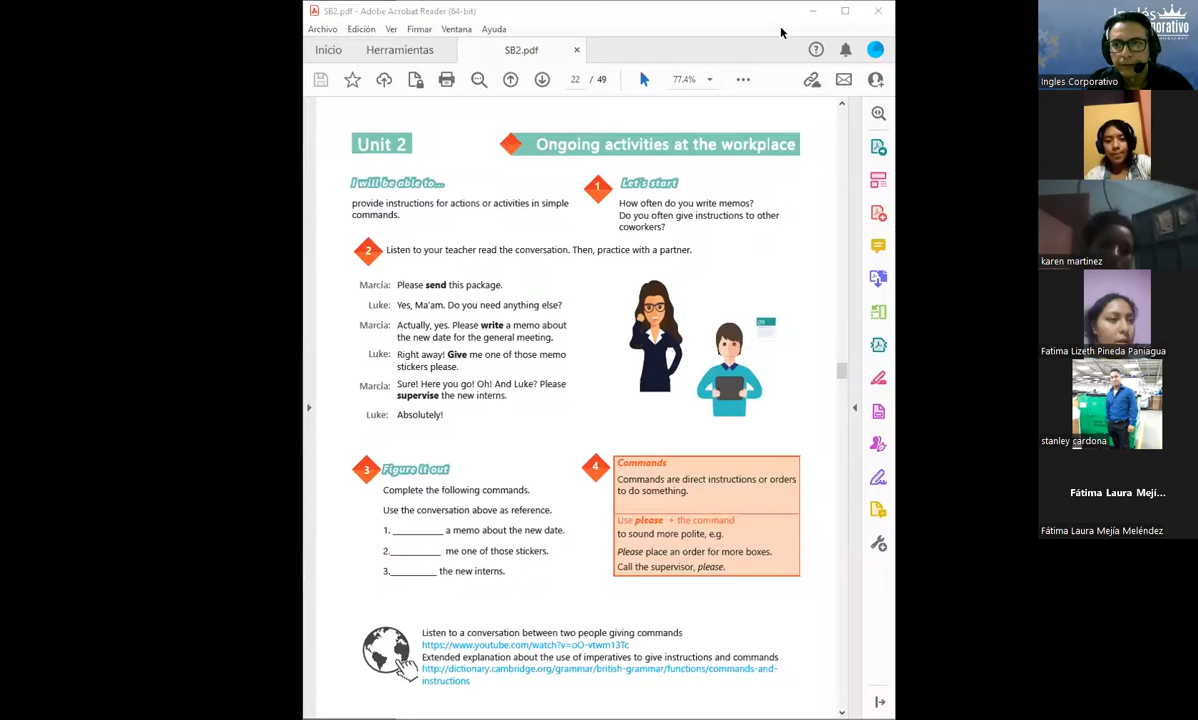 SB2.pdf - Adobe Acrobat Reader (64-bit)
Archivo Edición Ver Firmar Ventana Ayuda
Inicio Herramientas SB2.pdf ×
22 / 49 77.4%
Unit 2
Ongoing activities at the workplace
I will be able to...
provide instructions for actions or activities in simple
commands.
1 Let's start
How often do you write memos?
Do you often give instructions to other
coworkers?
2 Listen to your teacher read the conversation. Then, practice with a partner.
Marcia: Please send this package.
Luke: Yes, Ma'am. Do you need anything else?
Marcia: Actually, yes. Please write a memo about
the new date for the general meeting.
Luke: Right away! Give me one of those memo
stickers please.
Marcia: Sure! Here you go! Oh! And Luke? Please
supervise the new interns.
Luke: Absolutely!
09
3 Figure it out
Complete the following commands.
Use the conversation above as reference.
1. __________ a memo about the new date.
2.__________ me one of those stickers.
3.__________ the new interns.
4 Commands
Commands are direct instructions or orders
to do something.
Use please + the command
to sound more polite, e.g.
Please place an order for more boxes.
Call the supervisor, please.
Listen to a conversation between two people giving commands
https://www.youtube.com/watch?v=oO-vtwm13Tc
Extended explanation about the use of imperatives to give instructions and commands
http://dictionary.cambridge.org/grammar/british-grammar/functions/commands-and-
instructions
Inglés
Corporativo
Ingles Corporativo
karen martinez
Fatima Lizeth Pineda Paniagua
stanley cardona
Fátima Laura Mejí...
Fátima Laura Mejía Meléndez